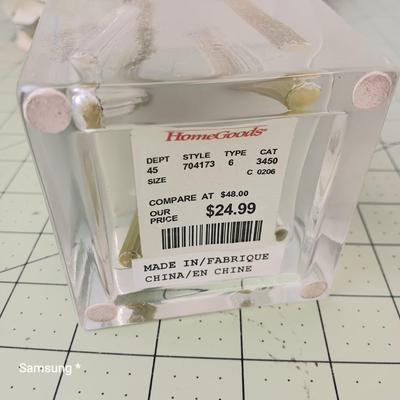 HomeGoods®
DEPT STYLE TYPE CAT
45 704173 6 3450
SIZE C 0206
COMPARE AT $48.00
OUR PRICE $24.99
MADE IN/FABRIQUE
CHINA/EN CHINE
Samsung *